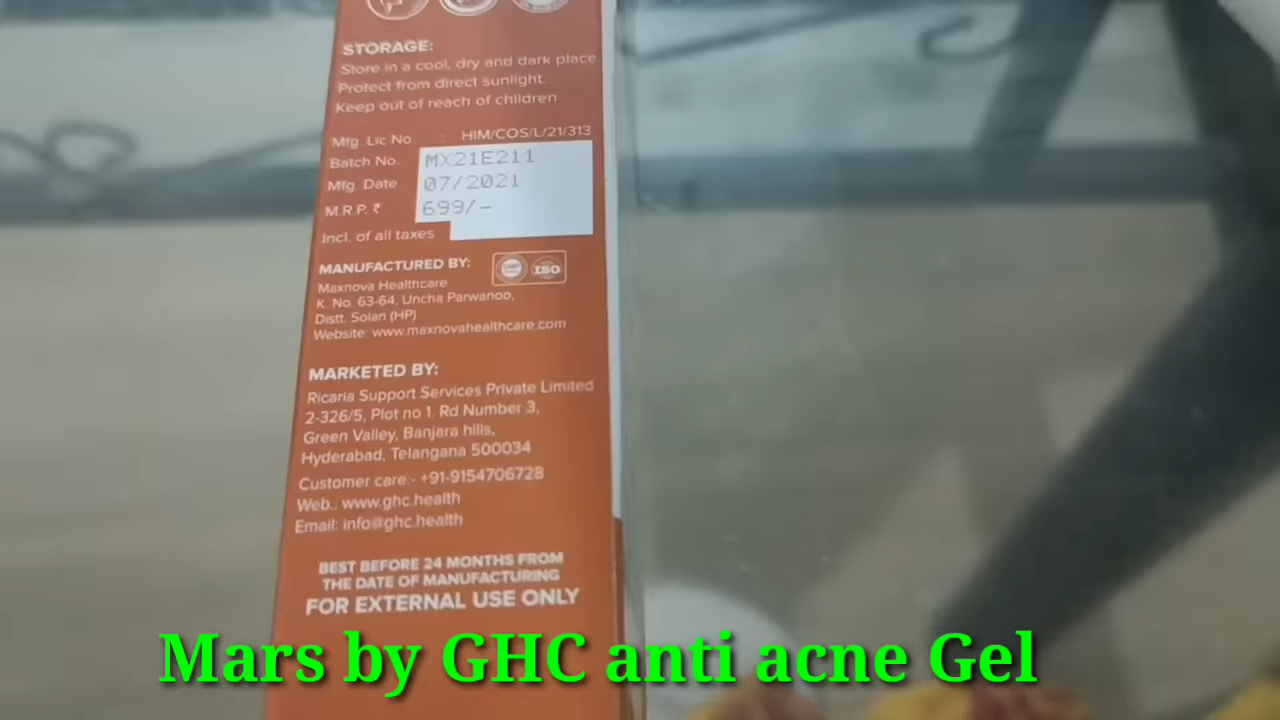 STORAGE:
Store in a cool, dry and dark place.
Protect from direct sunlight.
Keep out of reach of children
Mfg. Lic No. : HIM/COS/L/21/313
Batch No. MX21E211
Mfg. Date 07/2021
M.R.P. ₹ 699/-
Incl. of all taxes
MANUFACTURED BY:
ISO
Maxnova Healthcare
K. No. 63-64, Uncha Parwanoo,
Distt. Solan (HP)
Website: www.maxnovahealthcare.com
MARKETED BY:
Ricaria Support Services Private Limited
2-326/5, Plot no 1, Rd Number 3,
Green Valley, Banjara hills,
Hyderabad, Telangana 500034
Customer care:- +91-9154706728
Web.: www.ghc.health
Email: info@ghc.health
BEST BEFORE 24 MONTHS FROM
THE DATE OF MANUFACTURING
FOR EXTERNAL USE ONLY
Mars by GHC anti acne Gel